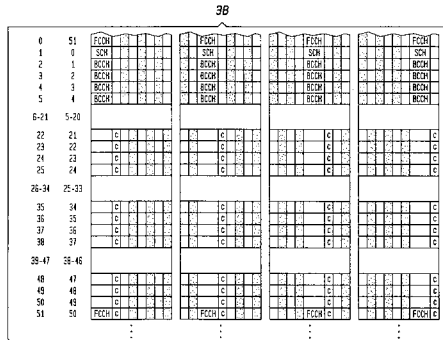 3B
0 51 FCCH FCCH FCCH FCCH
1 0 SCH SCH SCH SCH
2 1 BCCH BCCH BCCH BCCH
3 2 BCCH BCCH BCCH BCCH
4 3 BCCH BCCH BCCH BCCH
5 4 BCCH BCCH BCCH BCCH
6-21 5-20
22 21 C C C C
23 22 C C C C
24 23 C C C C
25 24 C C C C
26-34 25-33
35 34 C C C C
36 35 C C C C
37 36 C C C C
38 37 C C C C
39-47 38-46
48 47 C C C C
49 48 C C C C
50 49 C C C C
51 50 FCCH C FCCH C FCCH C FCCH C